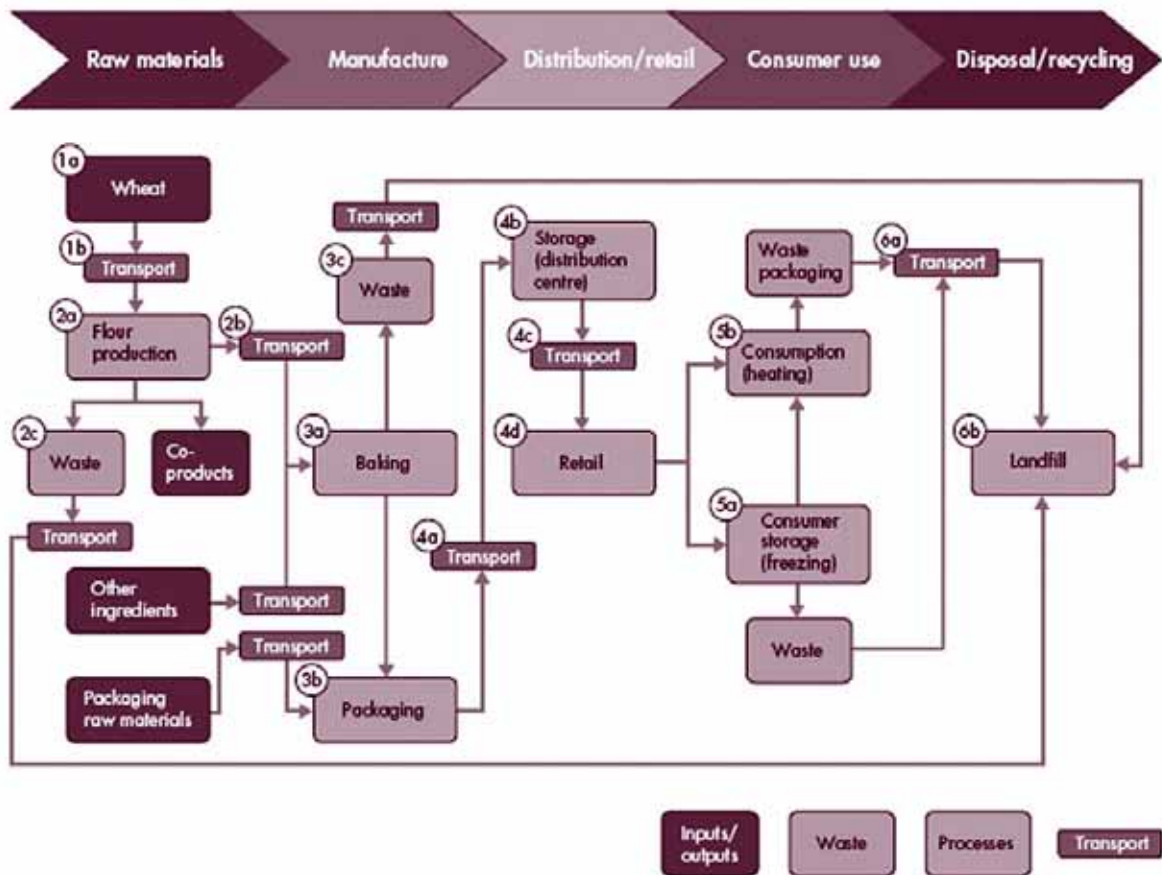 Raw materials
Manufacture
Distribution/retail
Consumer use
Disposal/recycling
1a
Wheat
1b
Transport
2a
Flour
production
2b
Transport
2c
Waste
Co-
products
Transport
Other
ingredients
Transport
Transport
Packaging
raw materials
Transport
3c
Waste
3a
Baking
3b
Packaging
4a
Transport
4b
Storage
(distribution
centre)
4c
Transport
4d
Retail
Waste
packaging
5b
Consumption
(heating)
5a
Consumer
storage
(freezing)
Waste
6a
Transport
6b
Landfill
Inputs/
outputs
Waste
Processes
Transport